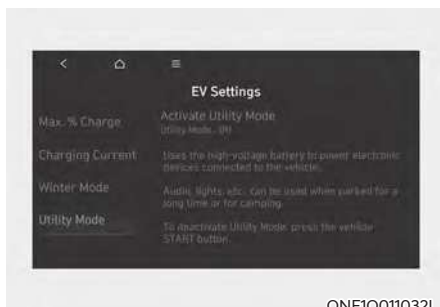 EV Settings
Max. % Charge
Activate Utility Mode
Utility Mode : Off
Charging Current
Uses the high-voltage battery to power electronic
devices connected to the vehicle.
Winter Mode
Audio, lights, etc. can be used when parked for a
long time or for camping.
Utility Mode
To deactivate Utility Mode, press the vehicle
START button.
ONE1Q011032L